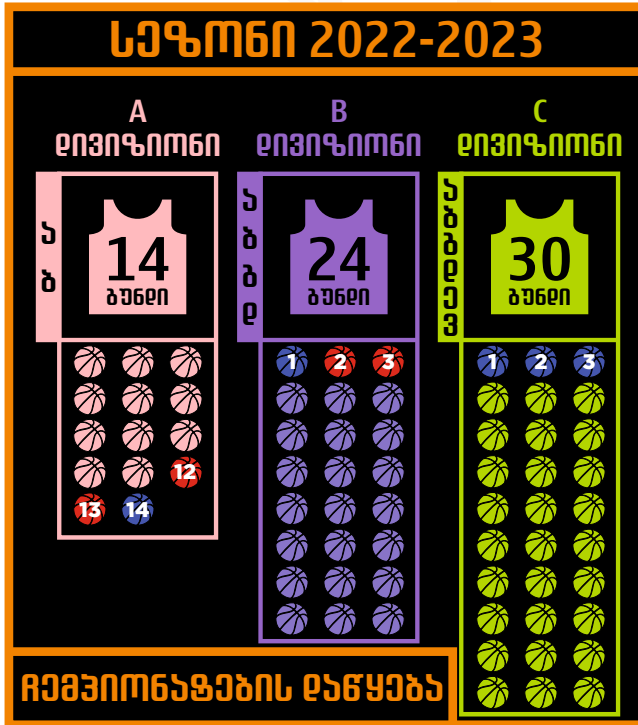 სეზონი 2022-2023
A
დივიზიონი
ა
ბ
14
გუნდი
12
13 14
B
დივიზიონი
ა
ბ
გ
დ
24
გუნდი
1 2 3
C
დივიზიონი
ა
ბ
გ
დ
ე
ვ
30
გუნდი
1 2 3
ჩემპიონატების დაწყება